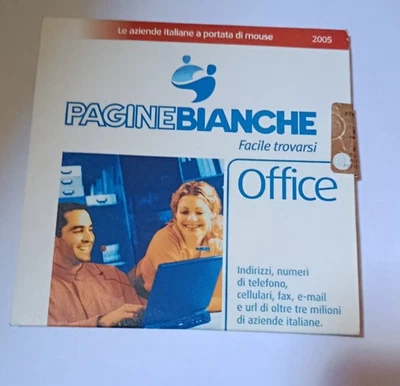 Le aziende italiane a portata di mouse 2005
PAGINEBIANCHE
Facile trovarsi
Office
Indirizzi, numeri
di telefono,
cellulari, fax, e-mail
e url di oltre tre milioni
di aziende italiane.